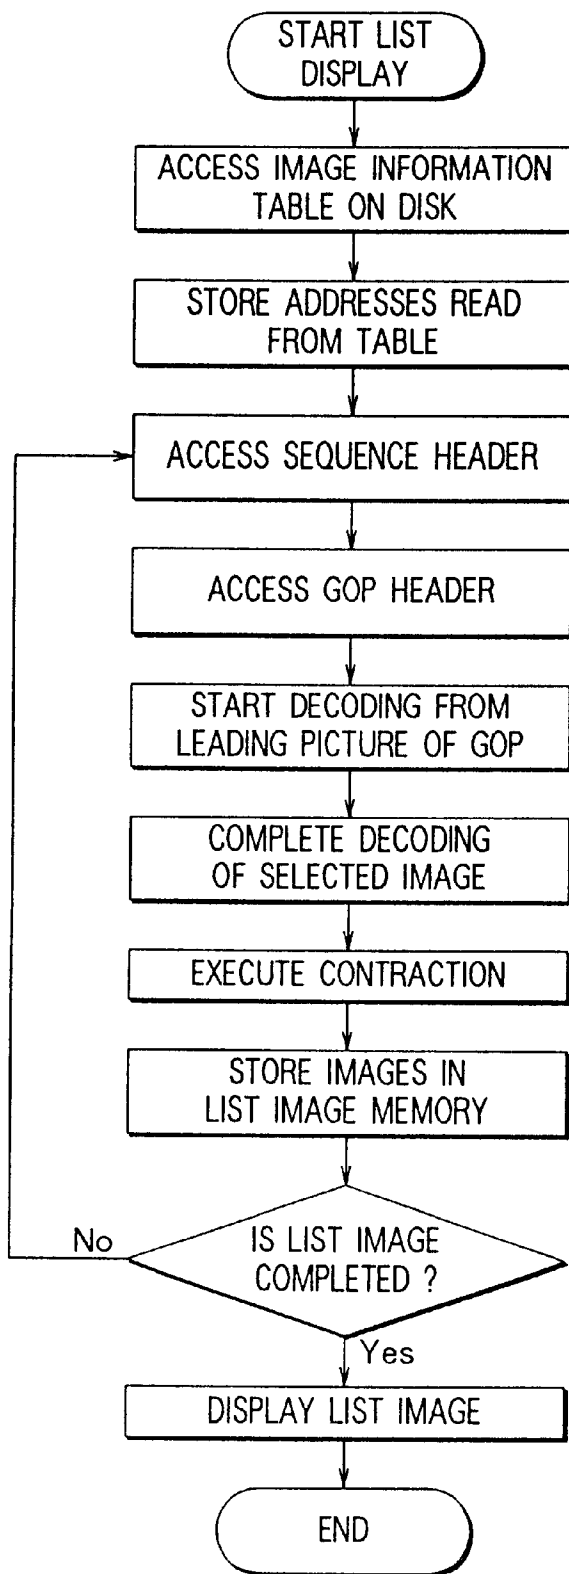 START LIST
DISPLAY
ACCESS IMAGE INFORMATION
TABLE ON DISK
STORE ADDRESSES READ
FROM TABLE
ACCESS SEQUENCE HEADER
ACCESS GOP HEADER
START DECODING FROM
LEADING PICTURE OF GOP
COMPLETE DECODING
OF SELECTED IMAGE
EXECUTE CONTRACTION
STORE IMAGES IN
LIST IMAGE MEMORY
No
IS LIST IMAGE
COMPLETED ?
Yes
DISPLAY LIST IMAGE
END